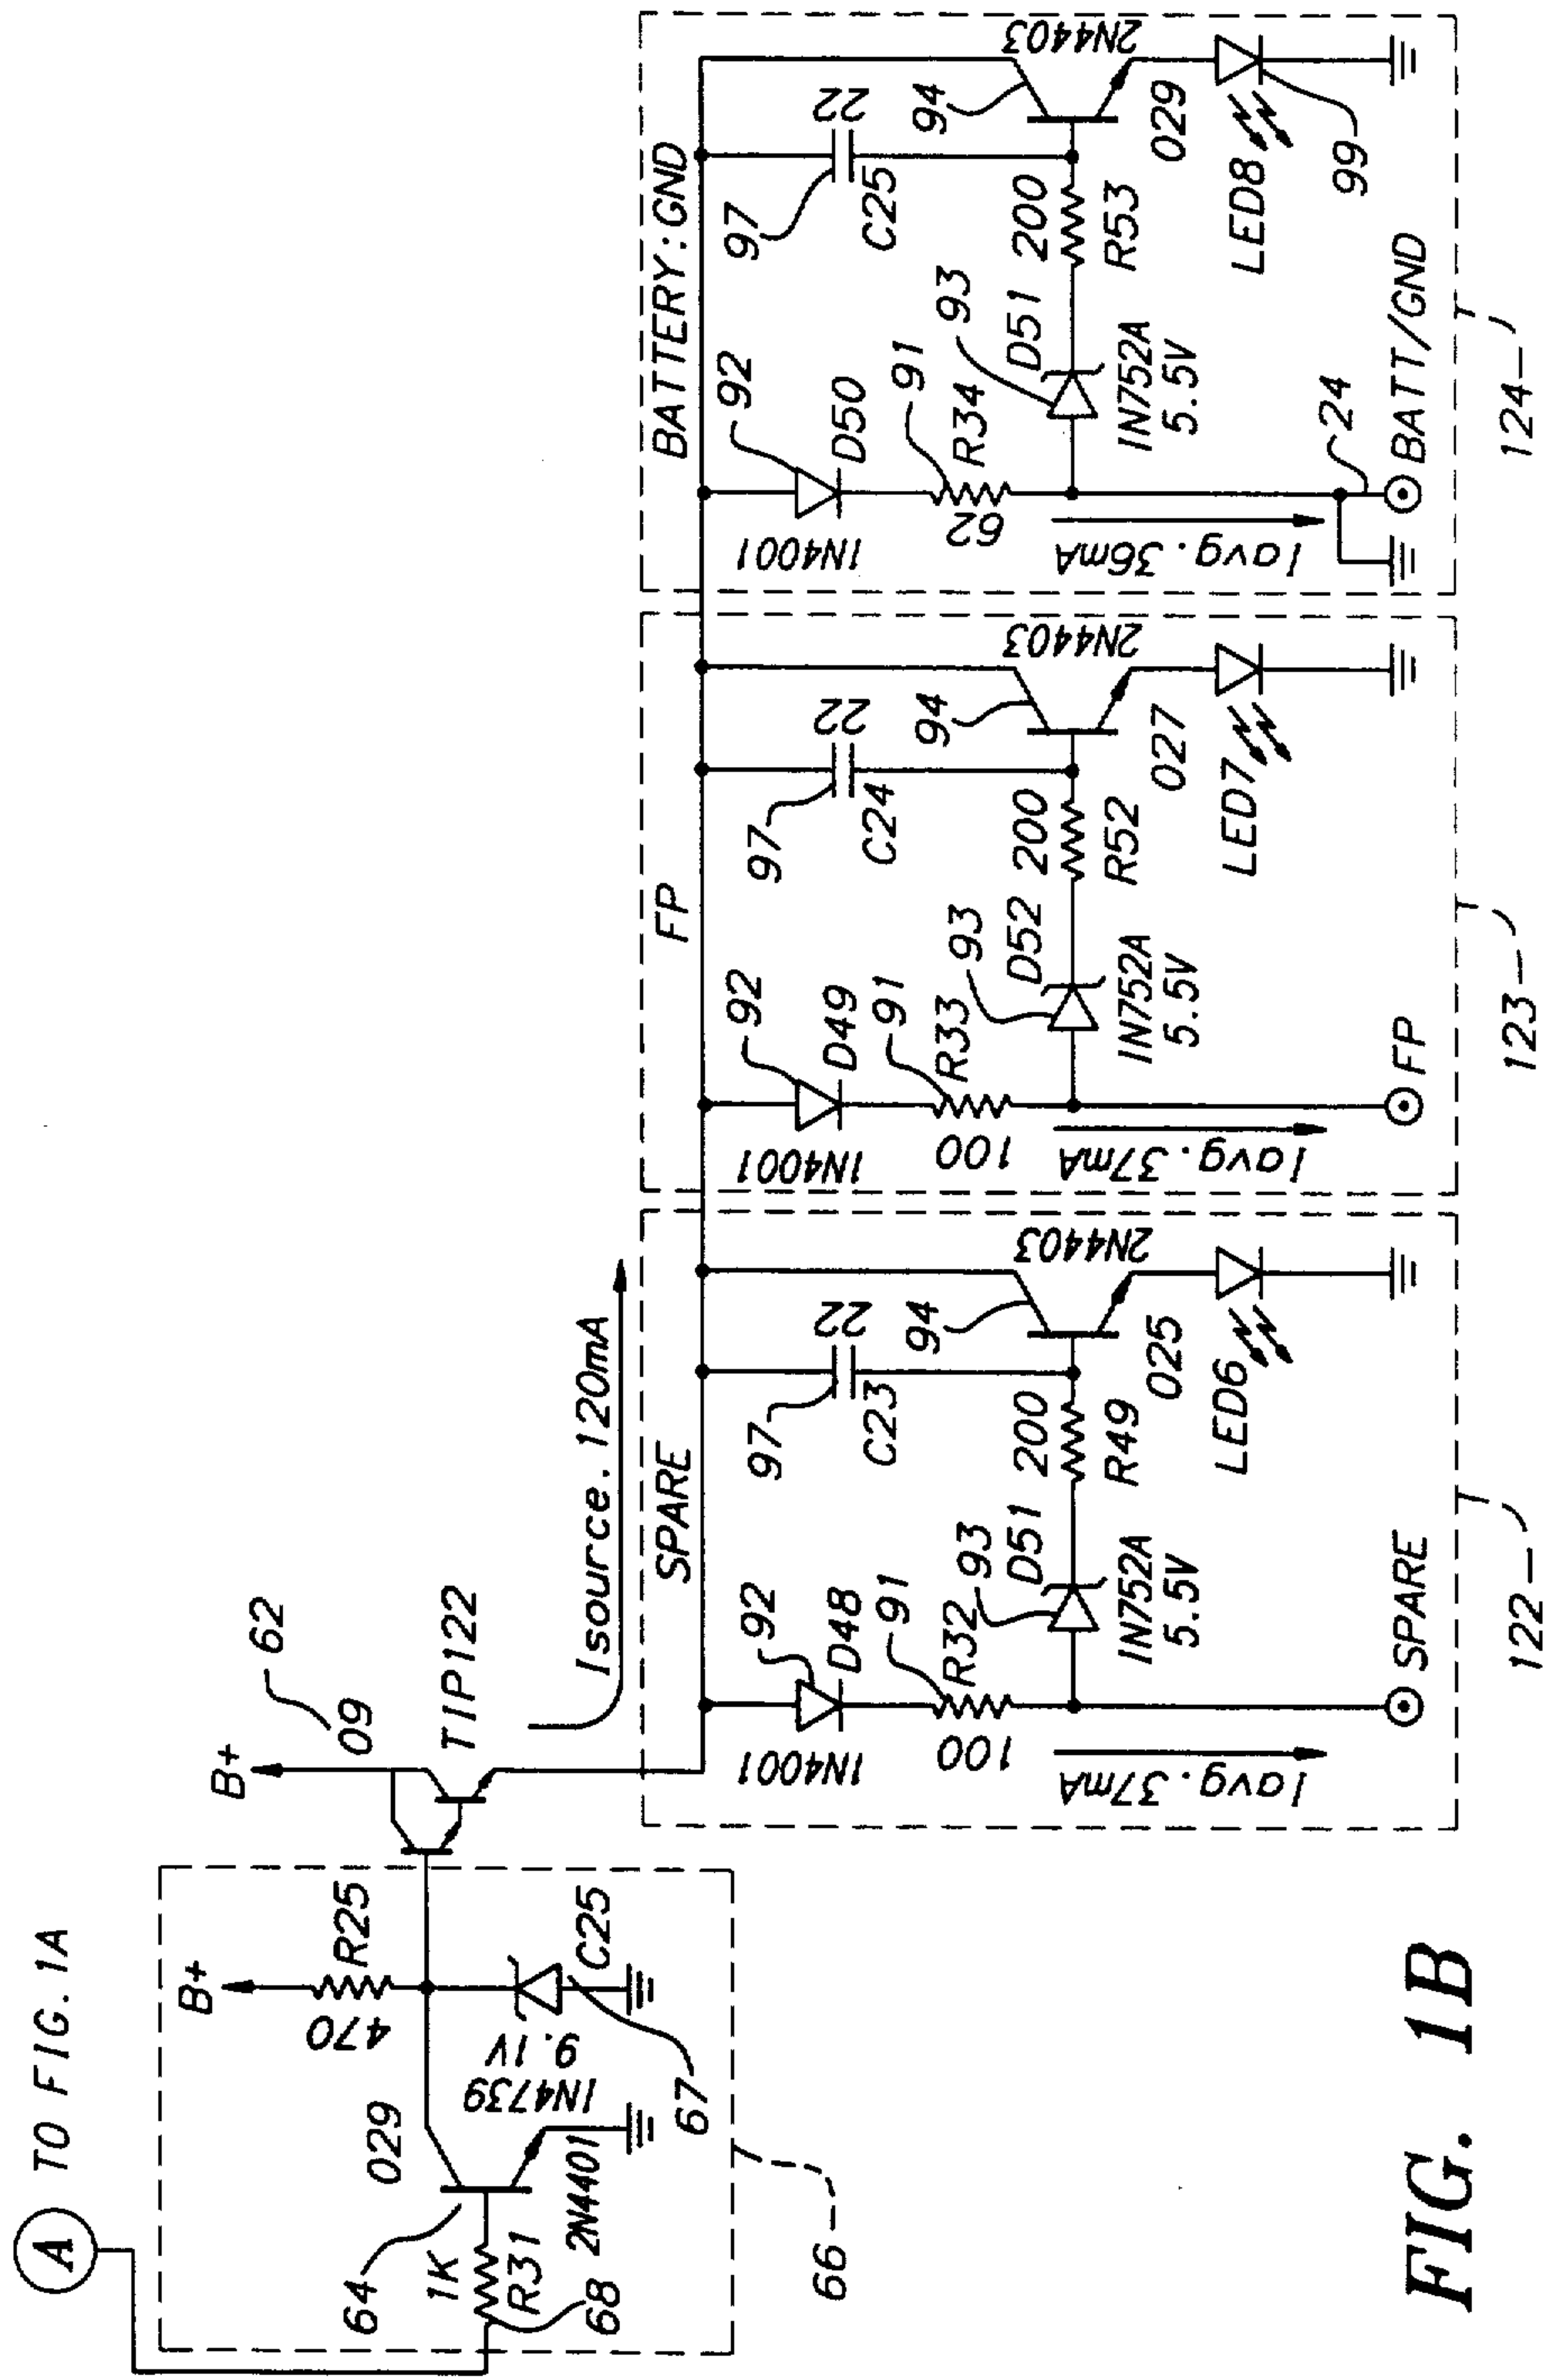 A TO FIG. 1A
B+
62
B+
09
R25
470
029
TIP122
64
1K
R31
68
2N4401
1N4739
9.1V
C25
67
66
Isource. 120mA
SPARE
FP
BATTERY:GND
92
1N4001
D48
91
R32
100
93
D51
IN752A
5.5V
200
R49
97
22
C23
94
2N4403
025
LED6
Iavg. 37mA
SPARE
122
92
1N4001
D49
91
R33
100
93
D52
IN752A
5.5V
200
R52
97
22
C24
94
2N4403
027
LED7
Iavg. 37mA
FP
123
92
1N4001
D50
91
R34
62
93
D51
IN752A
5.5V
200
R53
97
22
C25
94
2N4403
029
LED8
99
Iavg. 36mA
24
BATT/GND
124
FIG. 1B